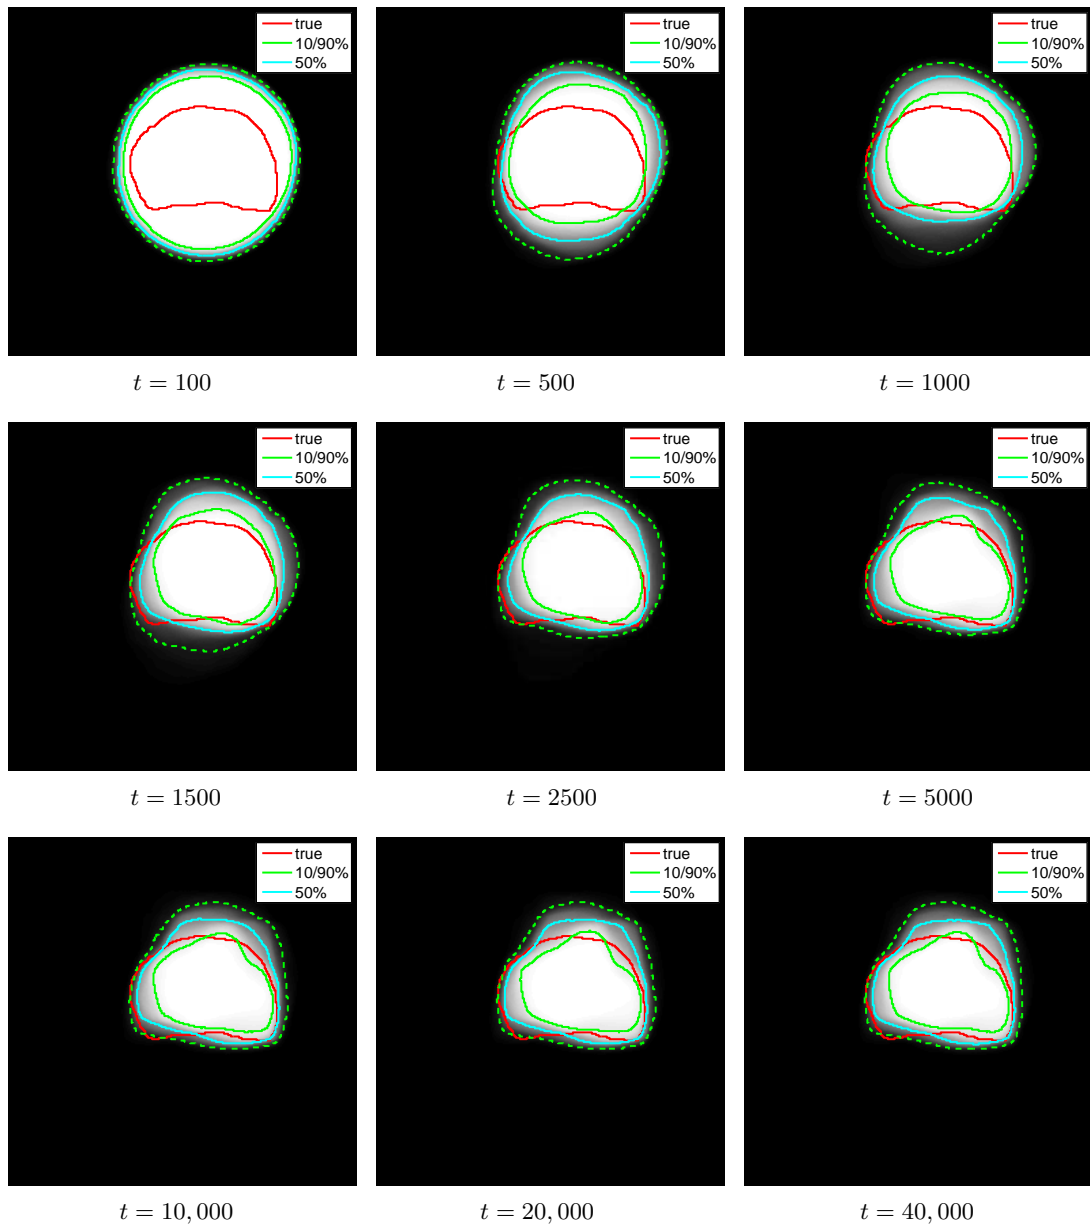 true
10/90%
50%
true
10/90%
50%
true
10/90%
50%
t = 100
t = 500
t = 1000
true
10/90%
50%
true
10/90%
50%
true
10/90%
50%
t = 1500
t = 2500
t = 5000
true
10/90%
50%
true
10/90%
50%
true
10/90%
50%
t = 10, 000
t = 20, 000
t = 40, 000